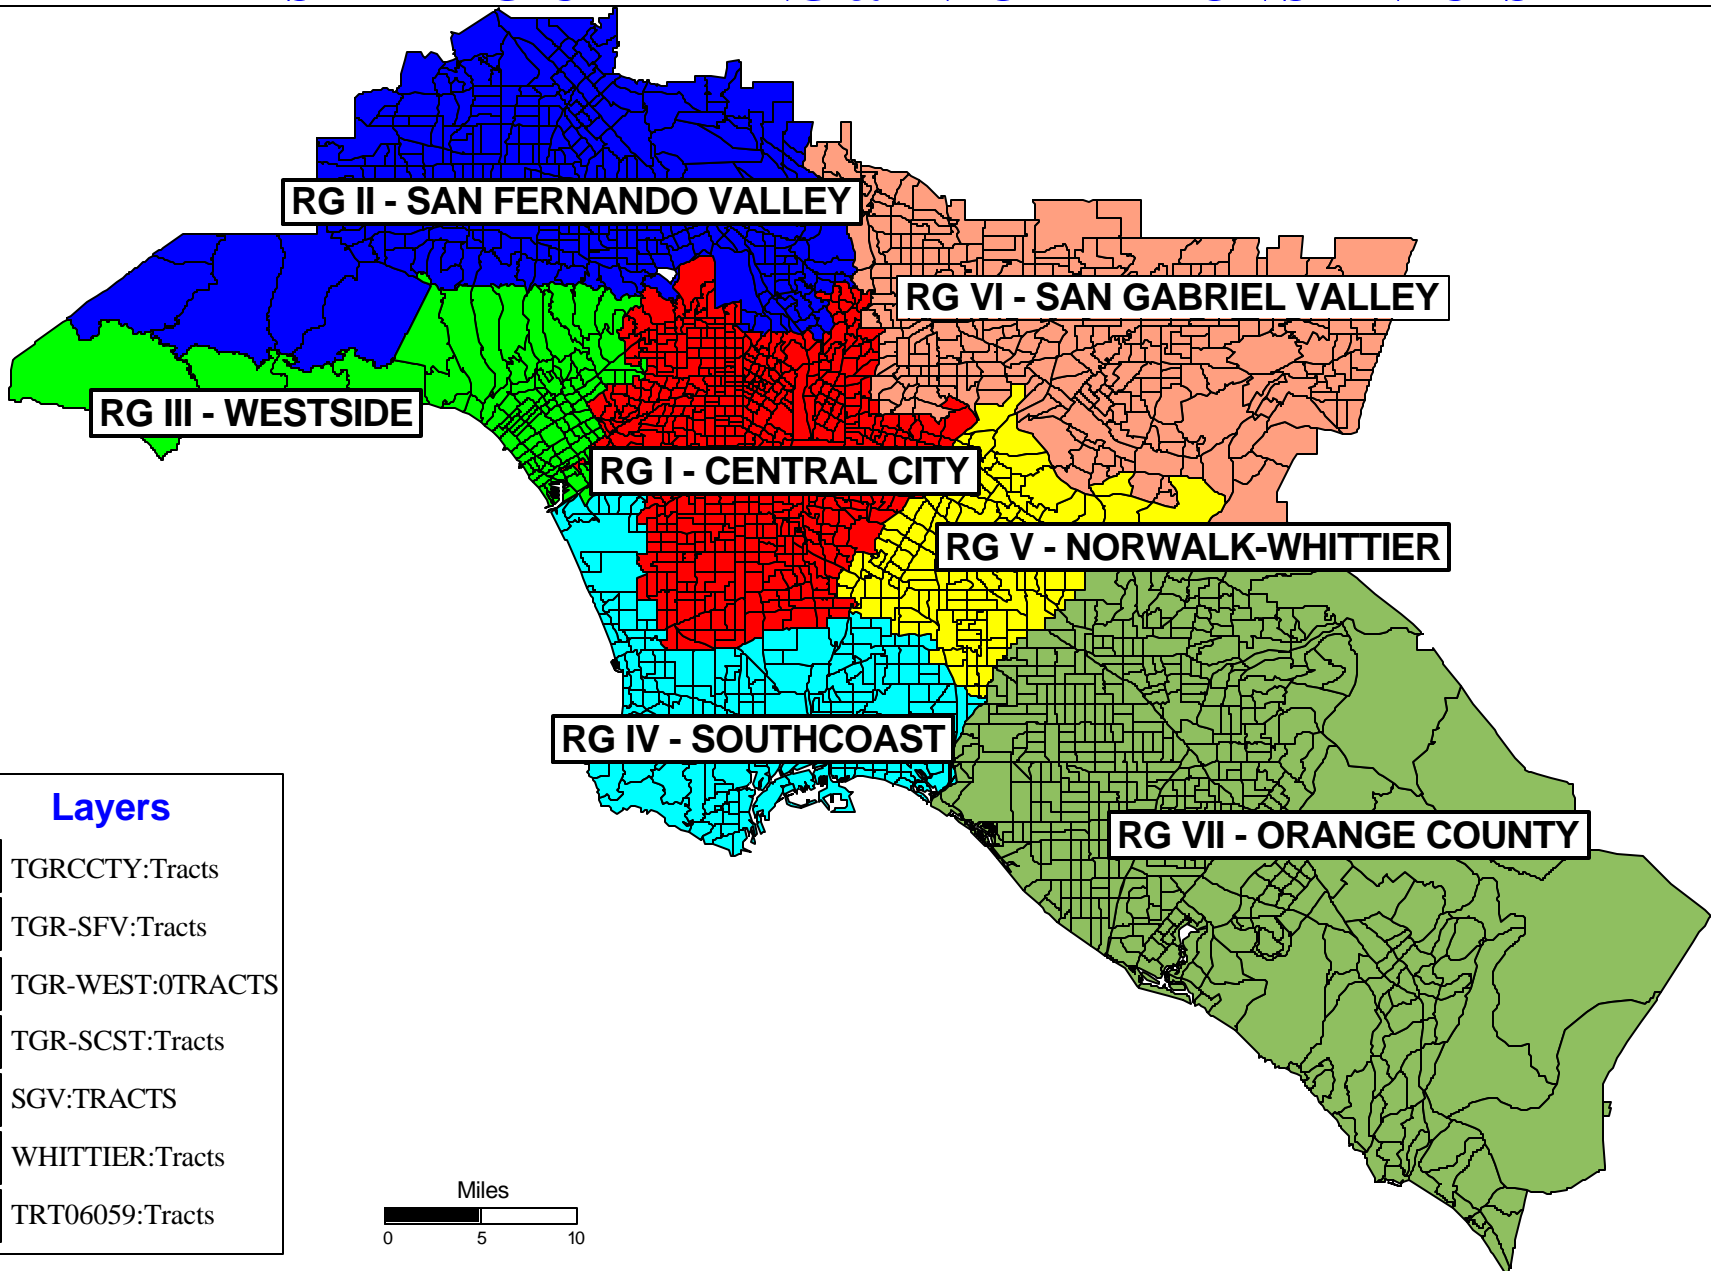 RG II - SAN FERNANDO VALLEY
RG VI - SAN GABRIEL VALLEY
RG III - WESTSIDE
RG I - CENTRAL CITY
RG V - NORWALK-WHITTIER
RG IV - SOUTHCOAST
RG VII - ORANGE COUNTY
Layers
TGRCCTY:Tracts
TGR-SFV:Tracts
TGR-WEST:0TRACTS
TGR-SCST:Tracts
SGV:TRACTS
WHITTIER:Tracts
TRT06059:Tracts
Miles
0 5 10